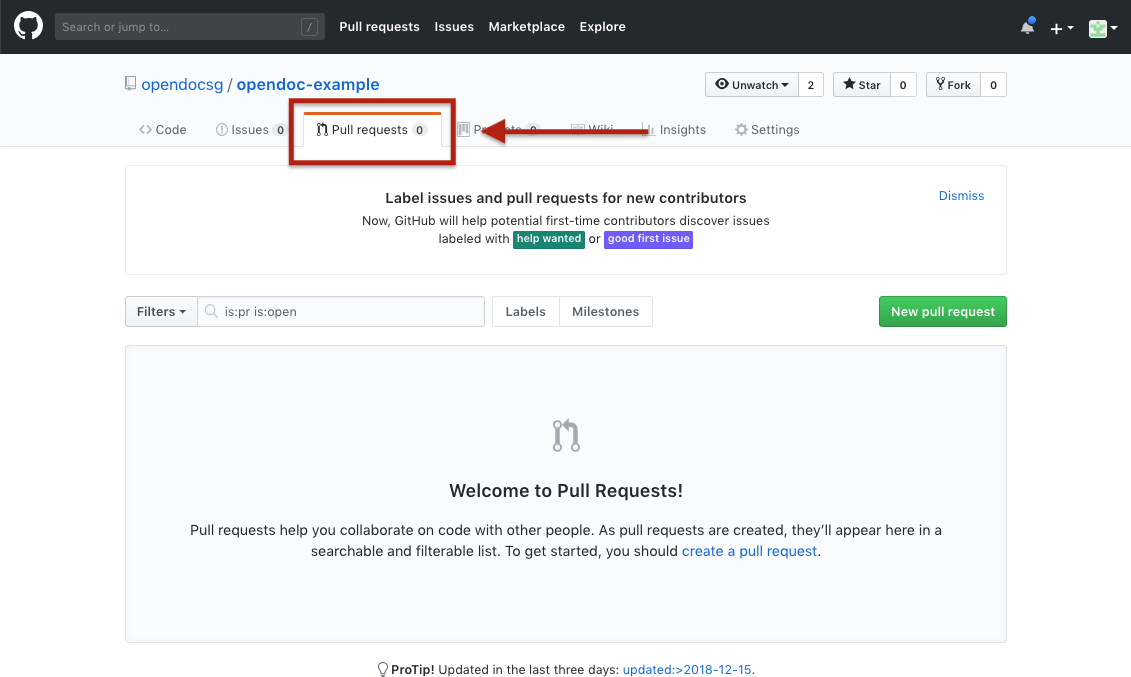 Search or jump to… / Pull requests Issues Marketplace Explore
opendocsg / opendoc-example Unwatch 2 Star 0 Fork 0
Code Issues 0 Pull requests 0 Wiki Insights Settings
Label issues and pull requests for new contributors Dismiss
Now, GitHub will help potential first-time contributors discover issues
labeled with help wanted or good first issue
Filters is:pr is:open Labels Milestones New pull request
Welcome to Pull Requests!
Pull requests help you collaborate on code with other people. As pull requests are created, they’ll appear here in a
searchable and filterable list. To get started, you should create a pull request.
ProTip! Updated in the last three days: updated:>2018-12-15.